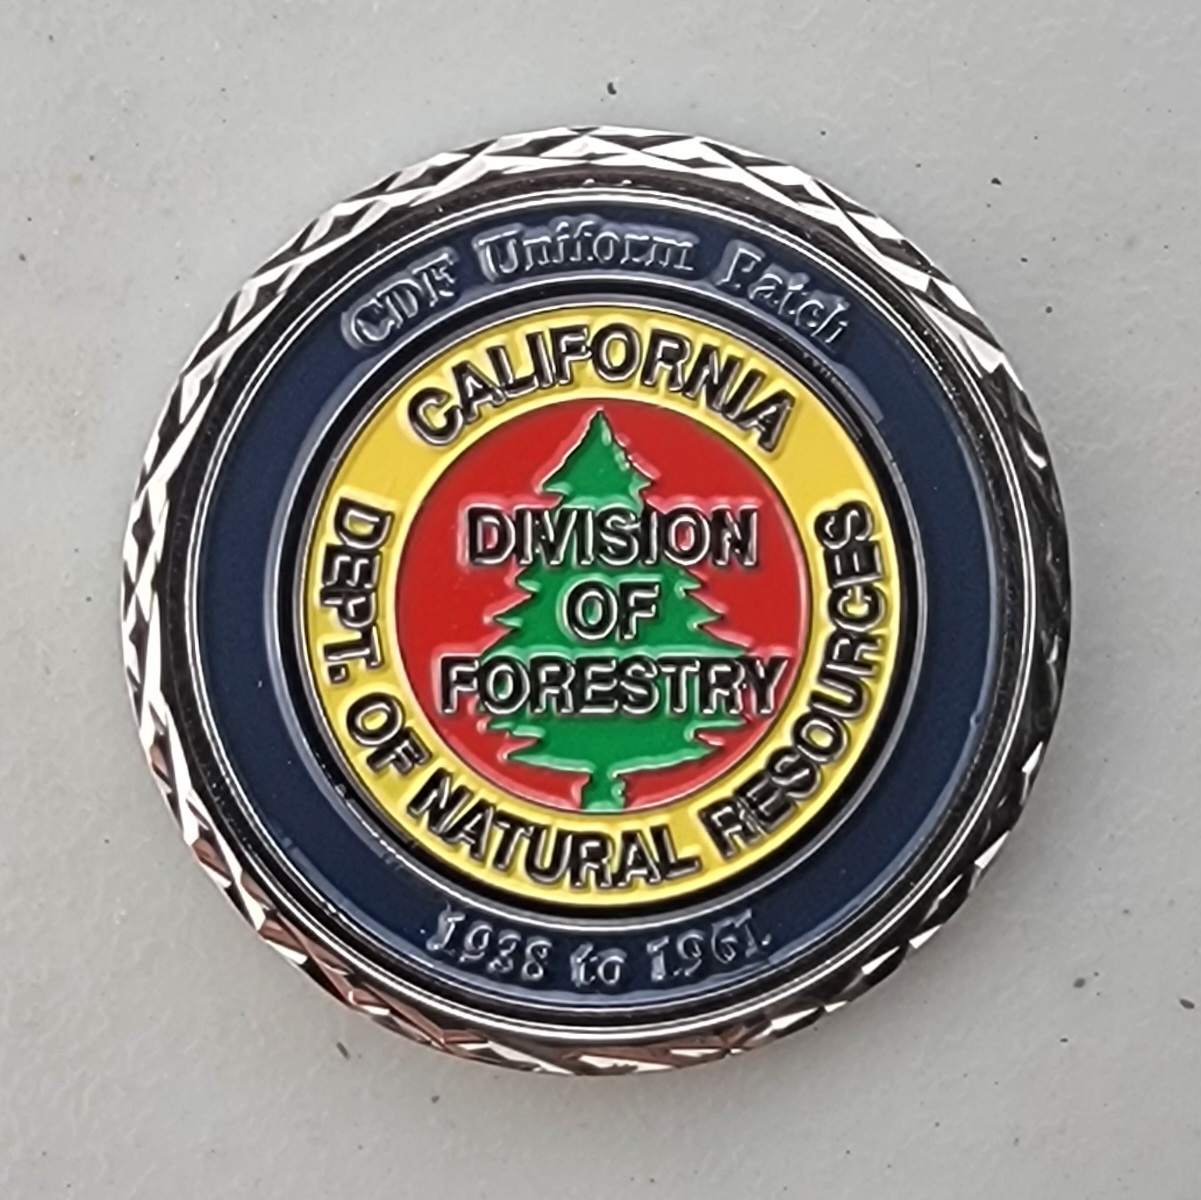 CDF Uniform Patch
CALIFORNIA
DIVISION
OF
FORESTRY
DEPT. OF NATURAL RESOURCES
1938 to 1961